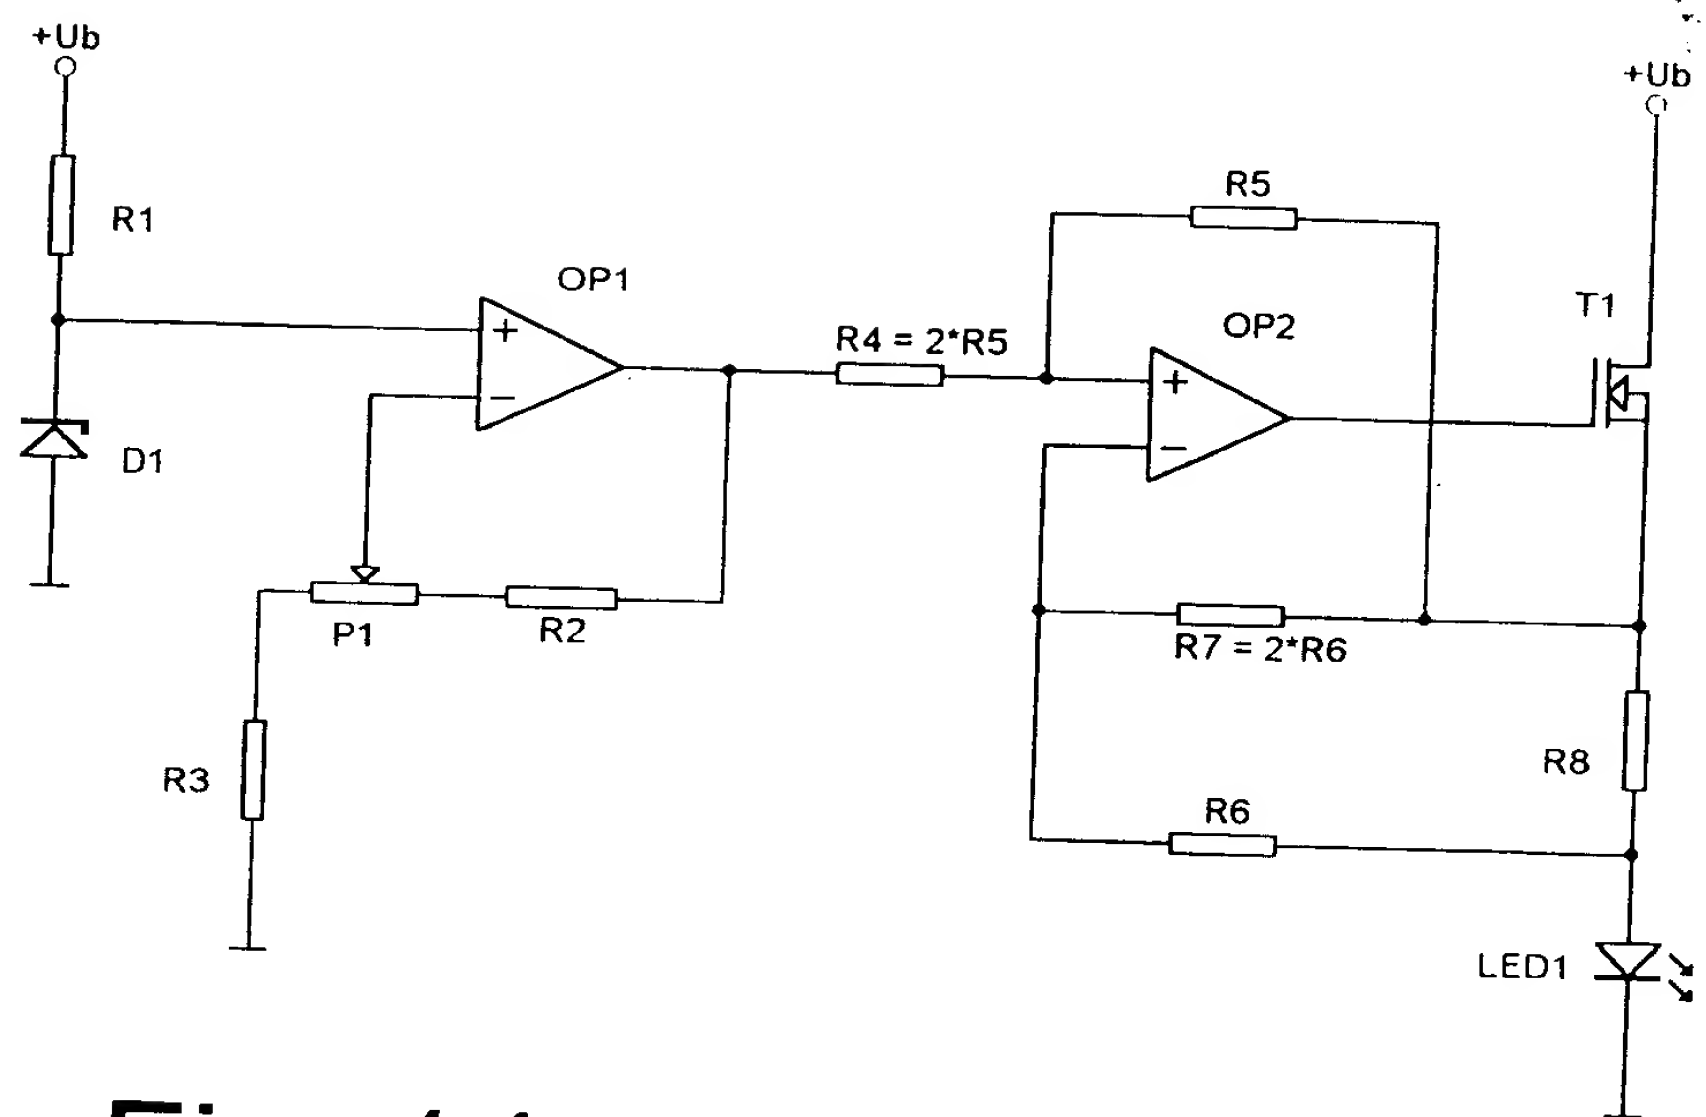 +Ub
+Ub
R5
R1
OP1
T1
OP2
R4 = 2*R5
+
+
−
−
D1
P1
R2
R7 = 2*R6
R8
R3
R6
LED1